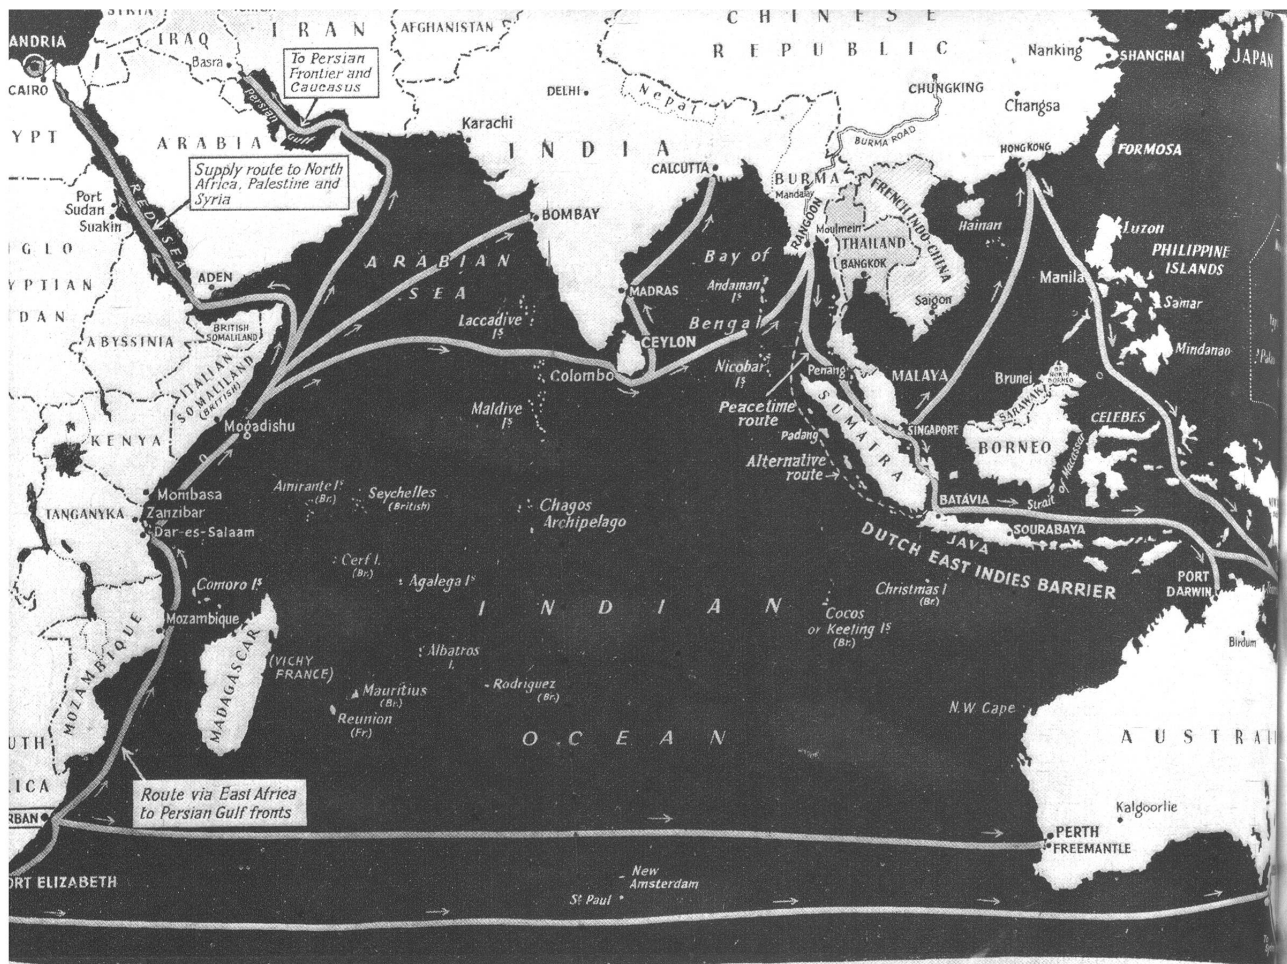 SYRIA
ANDRIA
IRAQ
IRAN
AFGHANISTAN
CHINESE
REPUBLIC
Nanking
SHANGHAI
JAPAN
Basra
To Persian
Frontier and
Caucasus
CAIRO
Persian
Gulf
DELHI
Nepal
CHUNGKING
Changsa
YPT
ARABIA
Karachi
INDIA
BURMA ROAD
HONGKONG
FORMOSA
Supply route to North
Africa, Palestine and
Syria
CALCUTTA
BURMA
Mandalay
FRENCH INDO-CHINA
Port
Sudan
Suakin
RED SEA
BOMBAY
RANGOON
Moulmein
Hainan
Luzon
GLO
ARABIAN
SEA
Bay of
Bengal
THAILAND
BANGKOK
PHILIPPINE
ISLANDS
YPTIAN
DAN
ADEN
MADRAS
Andaman
Is
Saigon
Manila
Samar
ABYSSINIA
BRITISH
SOMALILAND
Laccadive
Is
CEYLON
Mindanao
ITALIAN
SOMALILAND
(BRITISH)
Colombo
Nicobar
Is
Penang
MALAYA
Brunei
BR.
NORTH
BORNEO
SARAWAK
Maldive
Is
Peacetime
route
SUMATRA
CELEBES
KENYA
Mogadishu
Padang
SINGAPORE
BORNEO
Alternative
route
Strait of Macassar
Mombasa
Zanzibar
TANGANYKA
Dar-es-Salaam
Amirante Is
(Br.)
Seychelles
(British)
Chagos
Archipelago
BATAVIA
SOURABAYA
JAVA
DUTCH EAST INDIES BARRIER
Cerf I.
(Br.)
Agalega Is
Comoro Is
Christmas I
(Br.)
PORT
DARWIN
INDIAN
OCEAN
Mozambique
MOZAMBIQUE
Cocos
or Keeling Is
(Br.)
Birdum
MADAGASCAR
(VICHY
FRANCE)
Albatros
I.
Mauritius
(Br.)
Rodriguez
(Br.)
Reunion
(Fr.)
N.W. Cape
UTH
ICA
AUSTRAL
Route via East Africa
to Persian Gulf fronts
RBAN
Kalgoorlie
PERTH
FREEMANTLE
ORT ELIZABETH
New
Amsterdam
St Paul